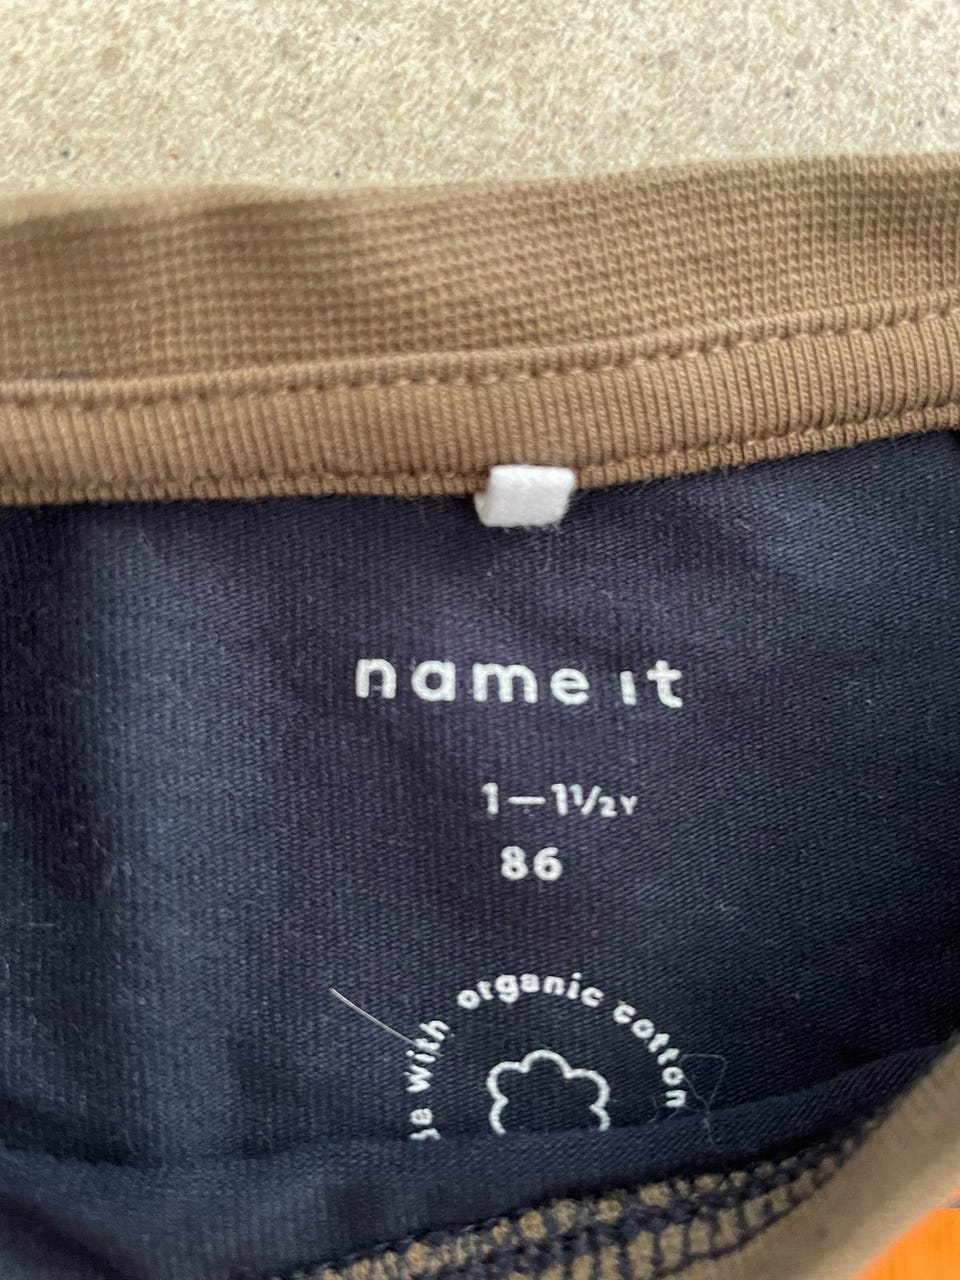 name it
1–1½Y
86
with organic cotton